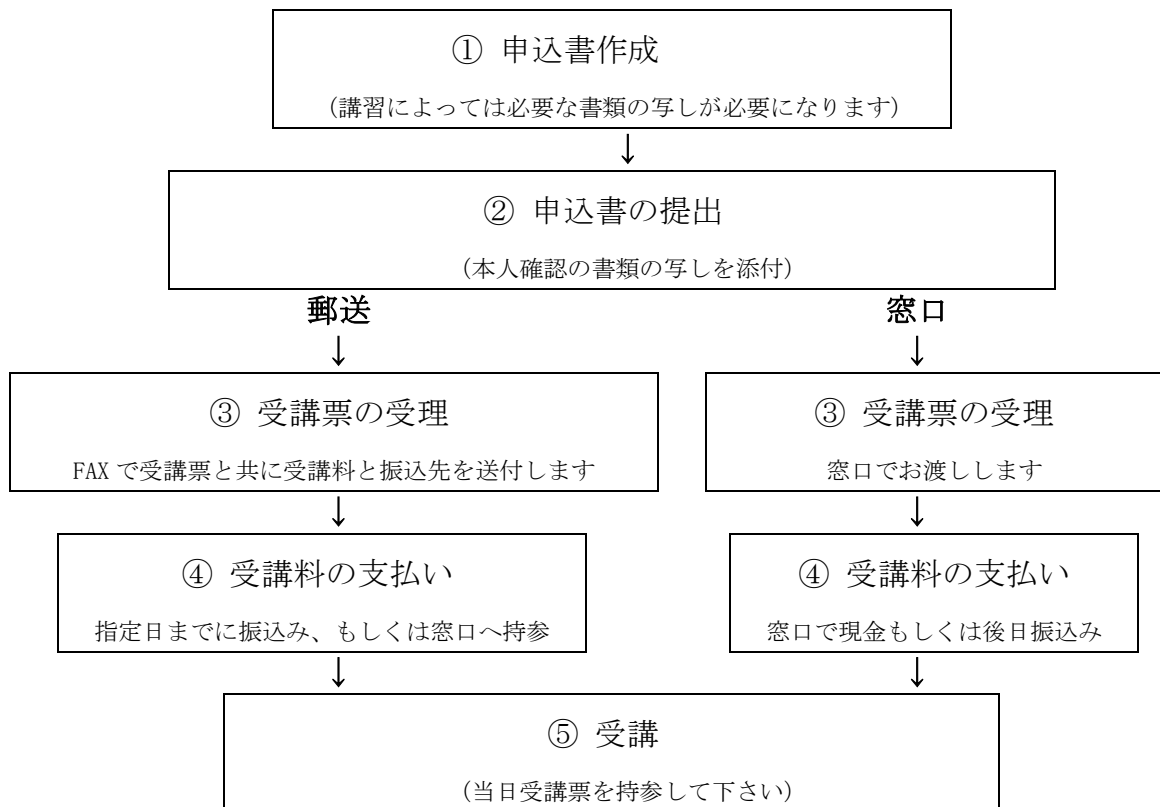 ① 申込書作成
（講習によっては必要な書類の写しが必要になります）
↓
② 申込書の提出
（本人確認の書類の写しを添付）
郵送
↓
③ 受講票の受理
FAX で受講票と共に受講料と振込先を送付します
↓
④ 受講料の支払い
指定日までに振込み、もしくは窓口へ持参
↓
窓口
↓
③ 受講票の受理
窓口でお渡しします
↓
④ 受講料の支払い
窓口で現金もしくは後日振込み
↓
⑤ 受講
（当日受講票を持参して下さい）